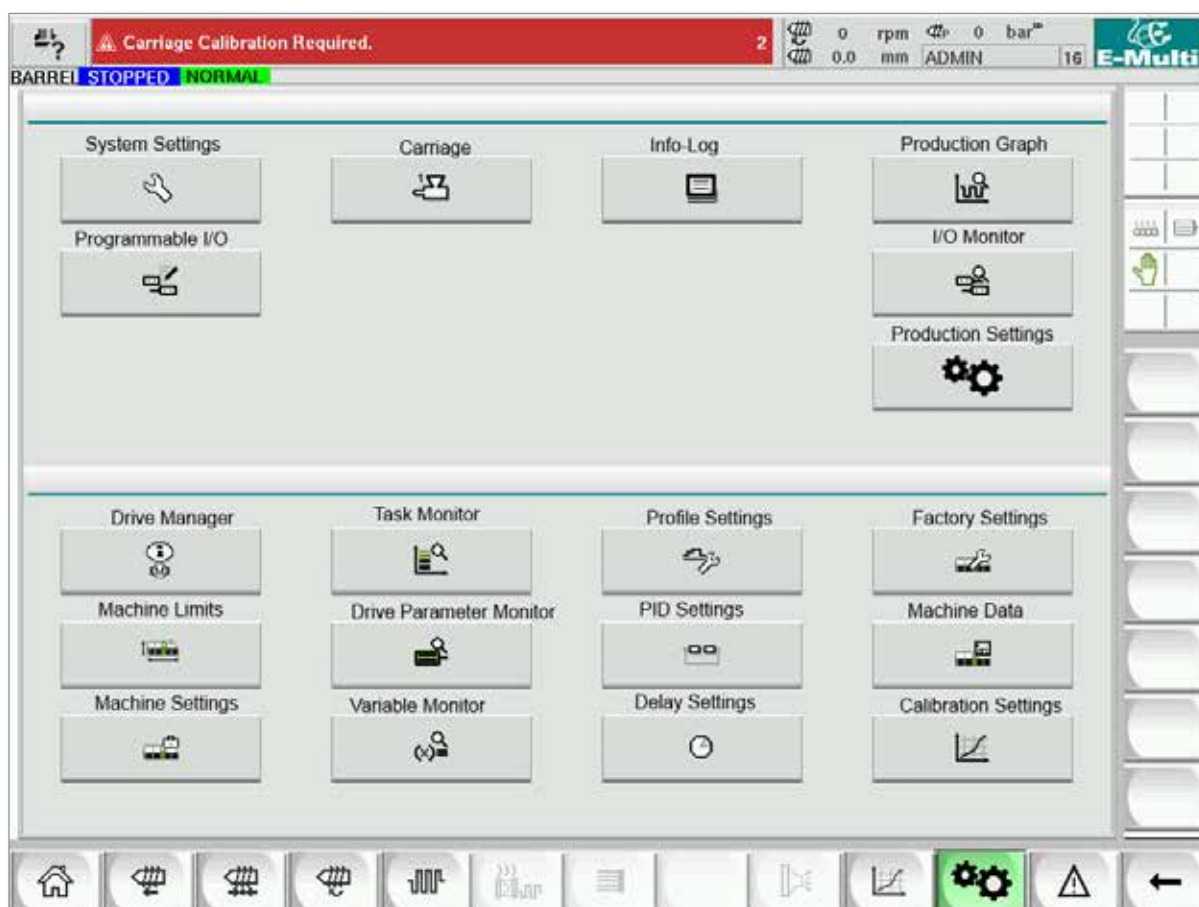 Carriage Calibration Required. 2
0 rpm 0 bar
0.0 mm ADMIN 16
E-Multi
BARREL STOPPED NORMAL
System Settings Carriage Info-Log Production Graph
Programmable I/O I/O Monitor
Production Settings
Drive Manager Task Monitor Profile Settings Factory Settings
Machine Limits Drive Parameter Monitor PID Settings Machine Data
Machine Settings Variable Monitor Delay Settings Calibration Settings